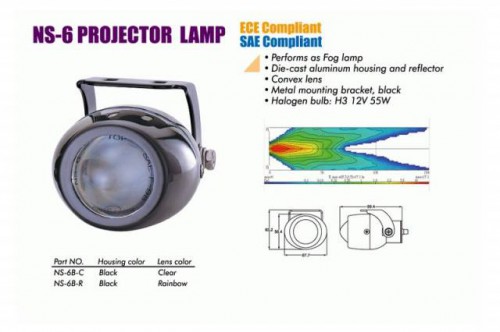 NS-6 PROJECTOR LAMP
ECE Compliant
SAE Compliant
• Performs as Fog lamp
• Die-cast aluminum housing and reflector
• Convex lens
• Metal mounting bracket, black
• Halogen bulb: H3 12V 55W
Part NO. Housing color Lens color
NS-6B-C Black Clear
NS-6B-R Black Rainbow